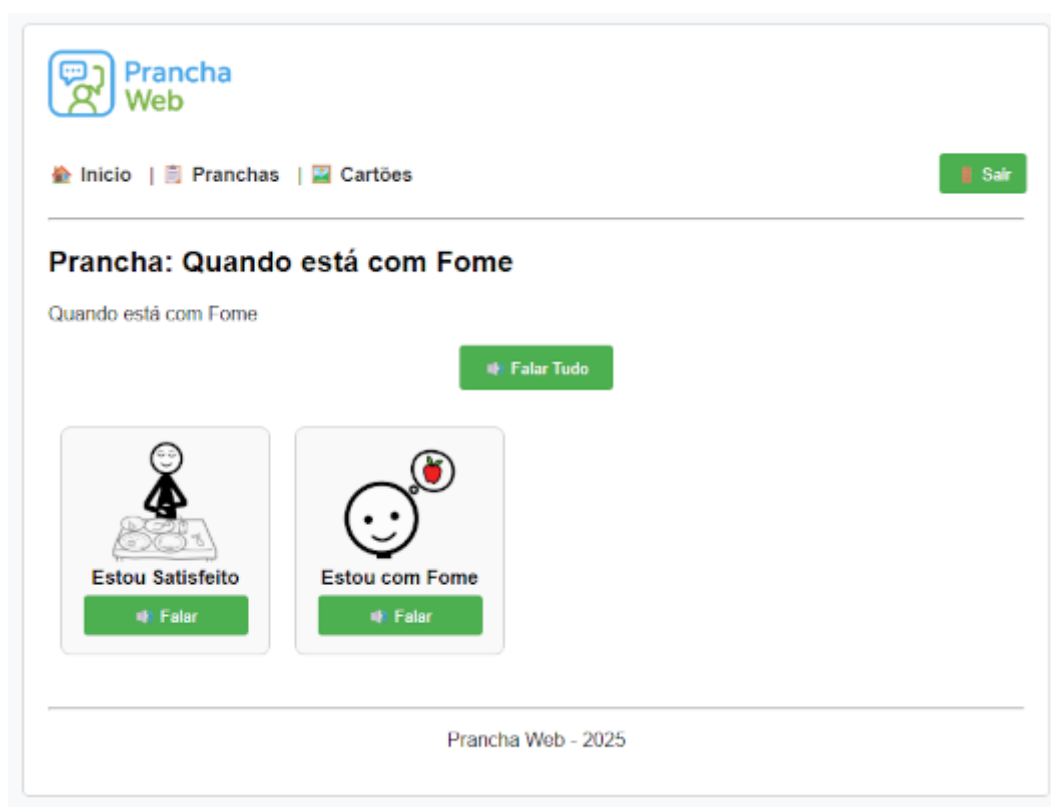 Prancha
Web
Inicio | Pranchas | Cartões
Sair
Prancha: Quando está com Fome
Quando está com Fome
Falar Tudo
Estou Satisfeito
Falar
Estou com Fome
Falar
Prancha Web - 2025